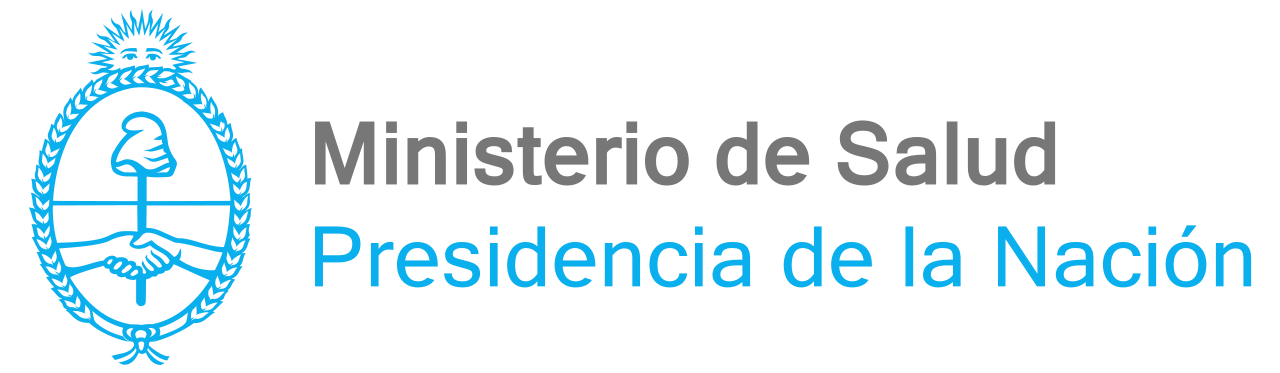 Ministerio de Salud
Presidencia de la Nación